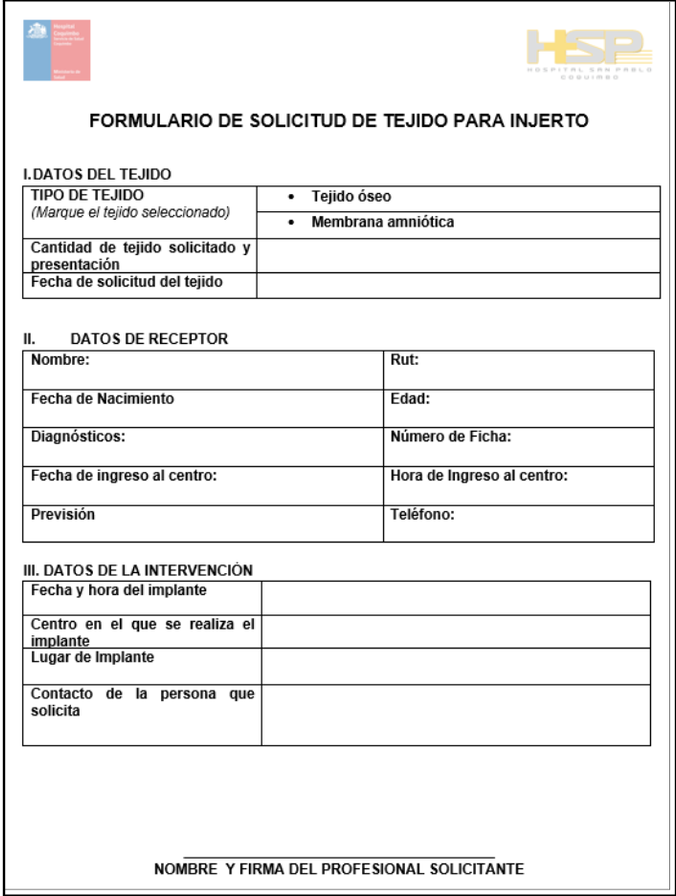 Hospital
Coquimbo
Servicio de Salud
Coquimbo
Ministerio de
Salud
HSP
HOSPITAL SAN PABLO
COQUIMBO
FORMULARIO DE SOLICITUD DE TEJIDO PARA INJERTO
I.DATOS DEL TEJIDO
TIPO DE TEJIDO
(Marque el tejido seleccionado)
• Tejido óseo
• Membrana amniótica
Cantidad de tejido solicitado y
presentación
Fecha de solicitud del tejido
II. DATOS DE RECEPTOR
Nombre: Rut:
Fecha de Nacimiento Edad:
Diagnósticos: Número de Ficha:
Fecha de ingreso al centro: Hora de Ingreso al centro:
Previsión Teléfono:
III. DATOS DE LA INTERVENCIÓN
Fecha y hora del implante
Centro en el que se realiza el
implante
Lugar de Implante
Contacto de la persona que
solicita
NOMBRE Y FIRMA DEL PROFESIONAL SOLICITANTE